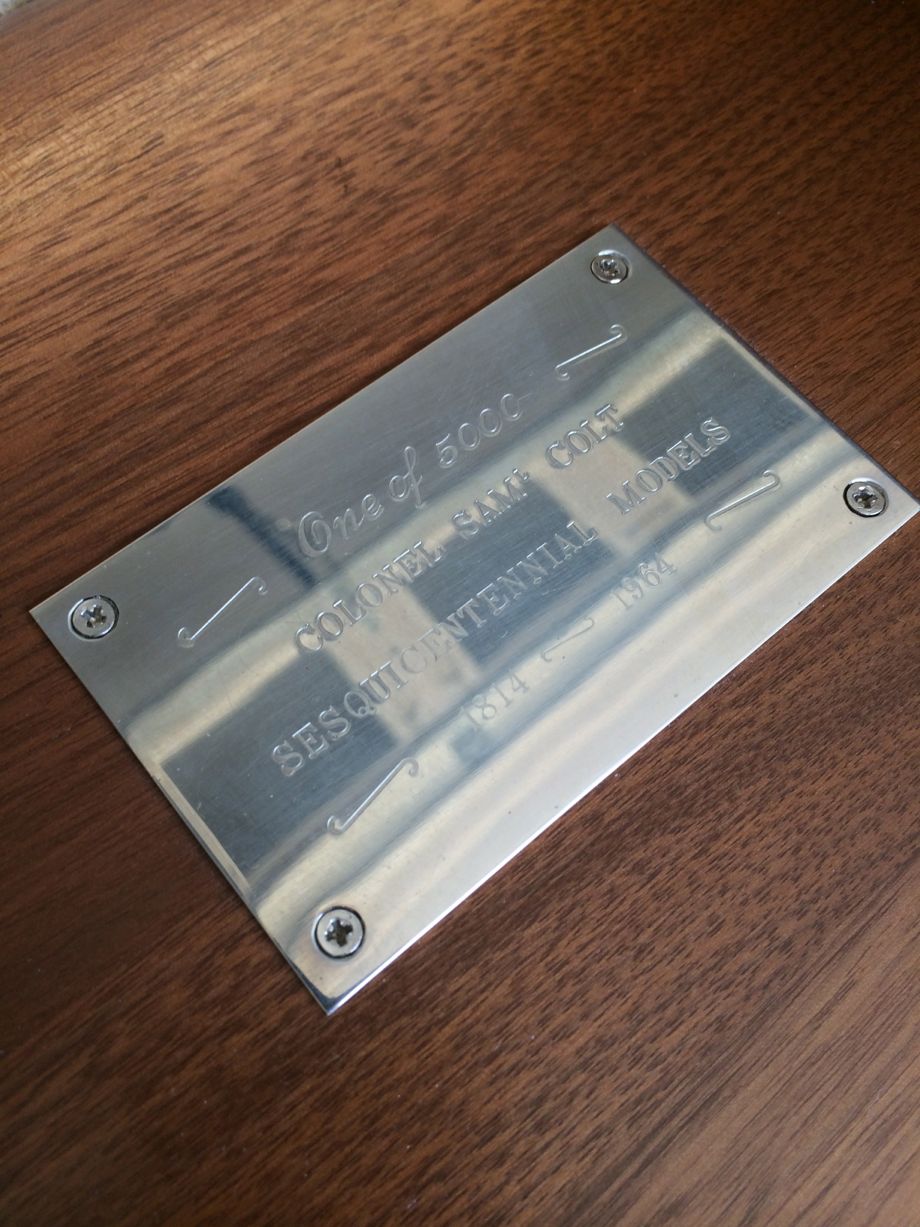 One of 5000
COLONEL SAM'L COLT
SESQUICENTENNIAL MODELS
1814 1964